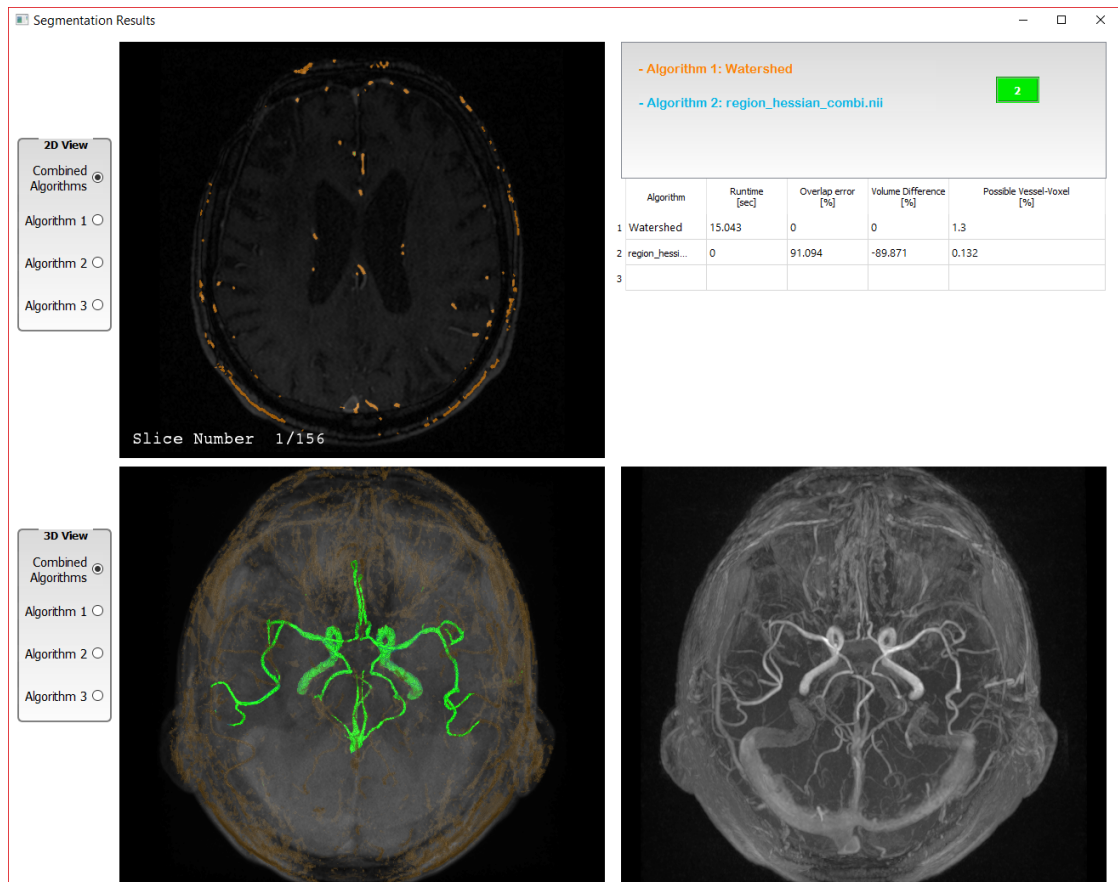 Segmentation Results
2D View
Combined
Algorithms
Algorithm 1
Algorithm 2
Algorithm 3
Slice Number 1/156
- Algorithm 1: Watershed
- Algorithm 2: region_hessian_combi.nii
2
Algorithm Runtime [sec] Overlap error [%] Volume Difference [%] Possible Vessel-Voxel [%]
1 Watershed 15.043 0 0 1.3
2 region_hessi... 0 91.094 -89.871 0.132
3
3D View
Combined
Algorithms
Algorithm 1
Algorithm 2
Algorithm 3